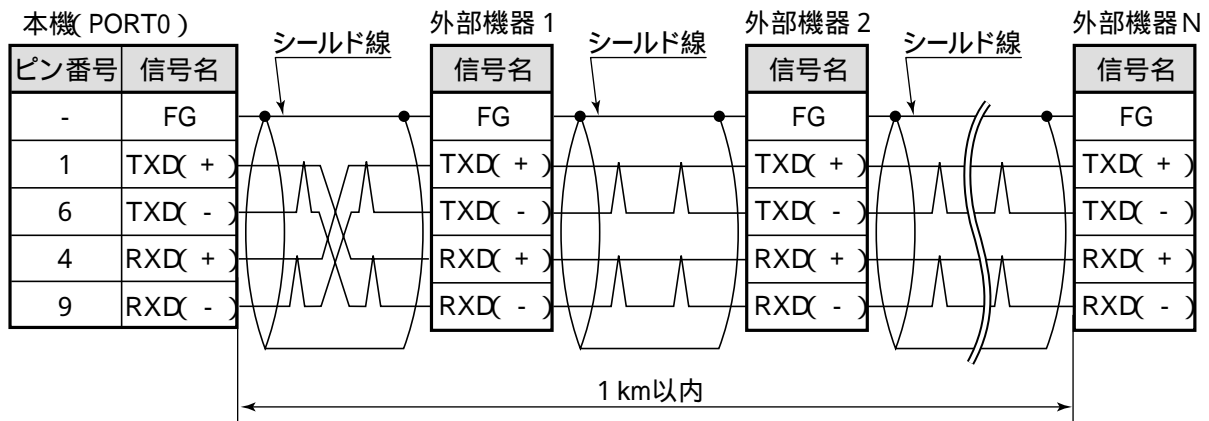 本機( PORT0 )
シールド線
外部機器 1
シールド線
外部機器 2
シールド線
外部機器 N
ピン番号 信号名 信号名 信号名 信号名
- FG FG FG FG
1 TXD( + ) TXD( + ) TXD( + ) TXD( + )
6 TXD( - ) TXD( - ) TXD( - ) TXD( - )
4 RXD( + ) RXD( + ) RXD( + ) RXD( + )
9 RXD( - ) RXD( - ) RXD( - ) RXD( - )
1 km以内